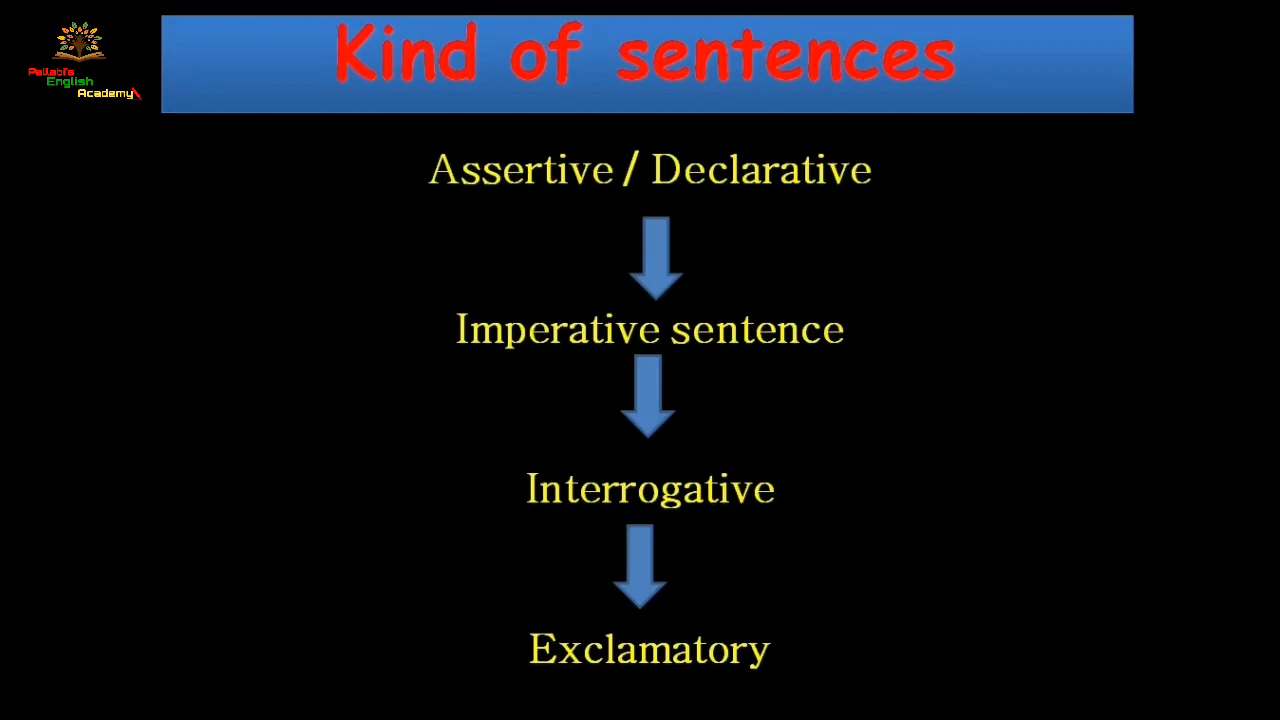 Kind of sentences
Pallabi's
English
Academy
Assertive / Declarative
Imperative sentence
Interrogative
Exclamatory